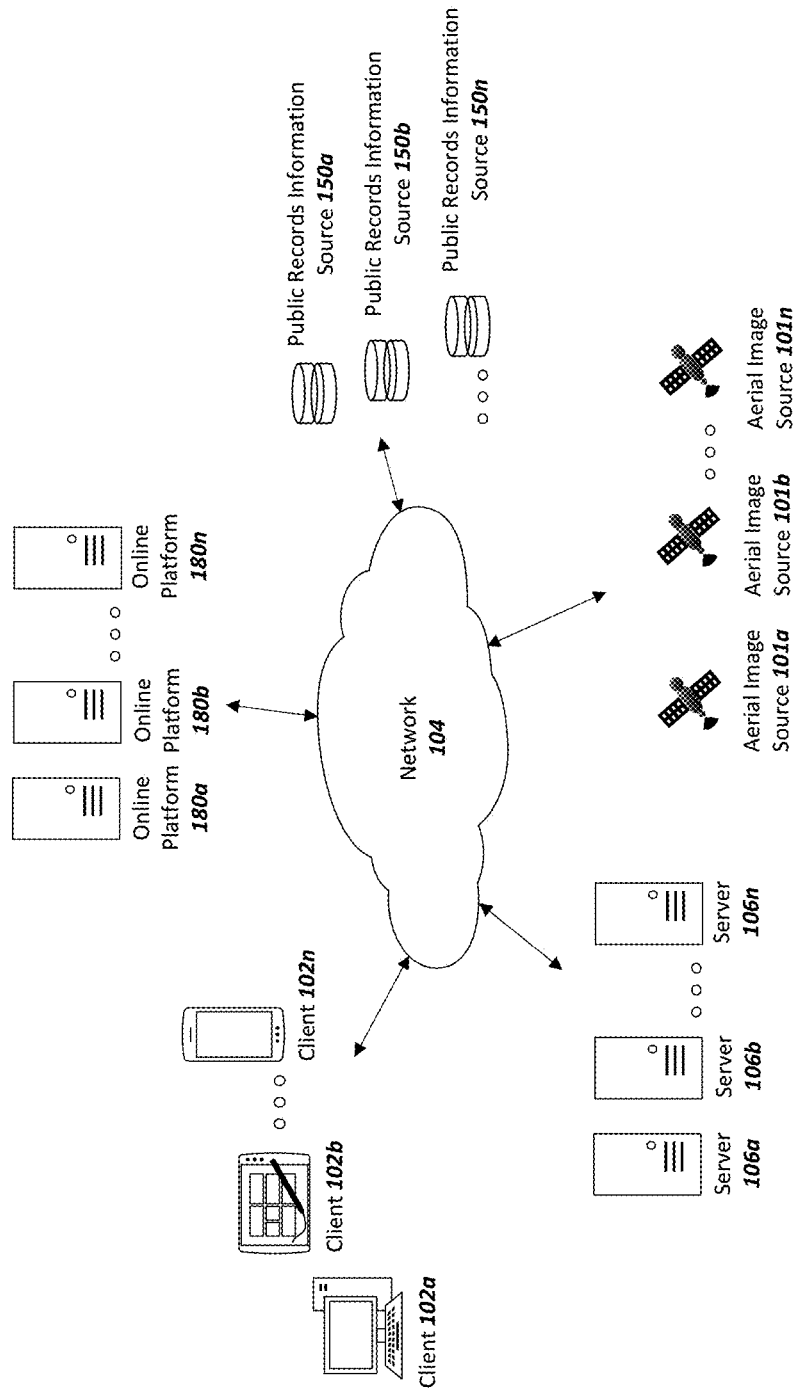 Online
Platform
180a
Online
Platform
180b
Online
Platform
180n
Public Records Information
Source 150a
Public Records Information
Source 150b
Public Records Information
Source 150n
Client 102n
Client 102b
Client 102a
Network
104
Server
106a
Server
106b
Server
106n
Aerial Image
Source 101a
Aerial Image
Source 101b
Aerial Image
Source 101n